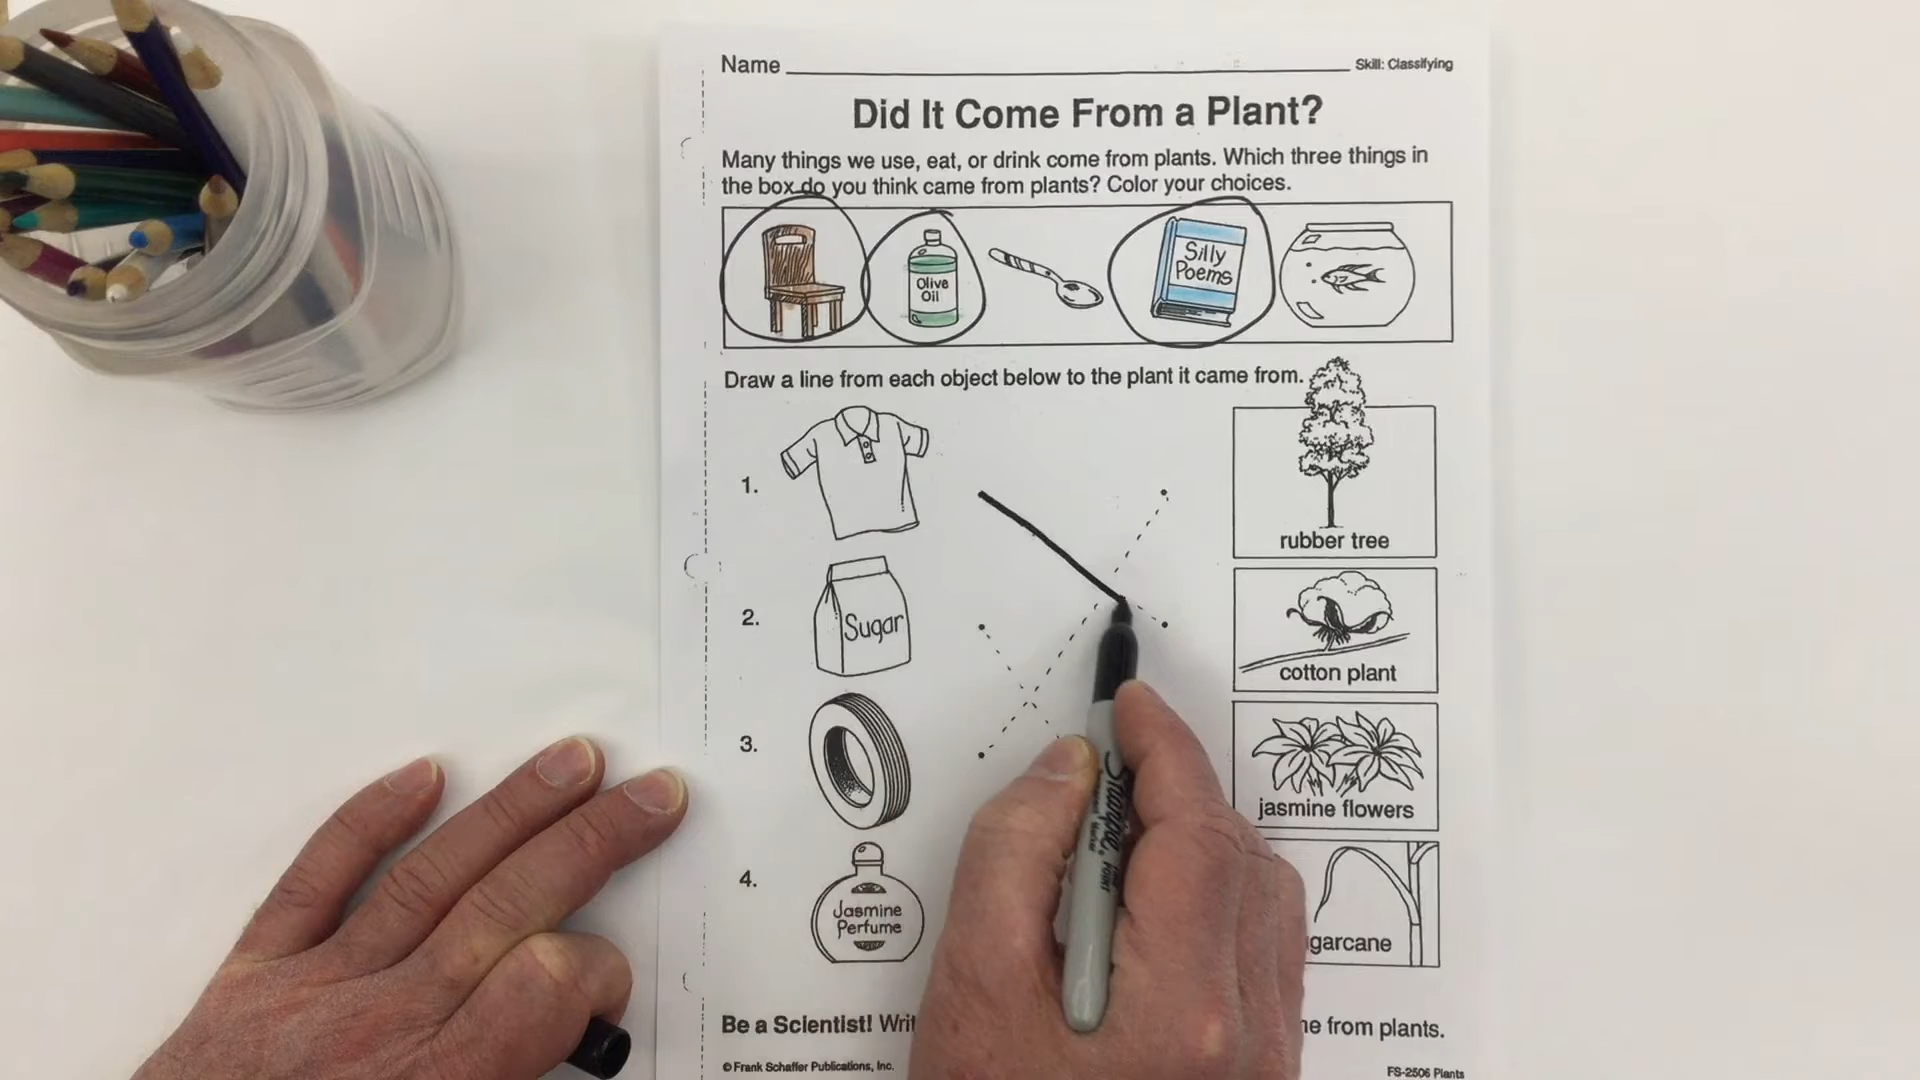 Name
Skill: Classifying
Did It Come From a Plant?
Many things we use, eat, or drink come from plants. Which three things in
the box do you think came from plants? Color your choices.
Olive
Oil
Silly
Poems
Draw a line from each object below to the plant it came from.
1.
rubber tree
2.
Sugar
cotton plant
3.
jasmine flowers
4.
Jasmine
Perfume
garcane
Be a Scientist! Writ
e from plants.
© Frank Schaffer Publications, Inc.
FS-2506 Plants
Sharpie